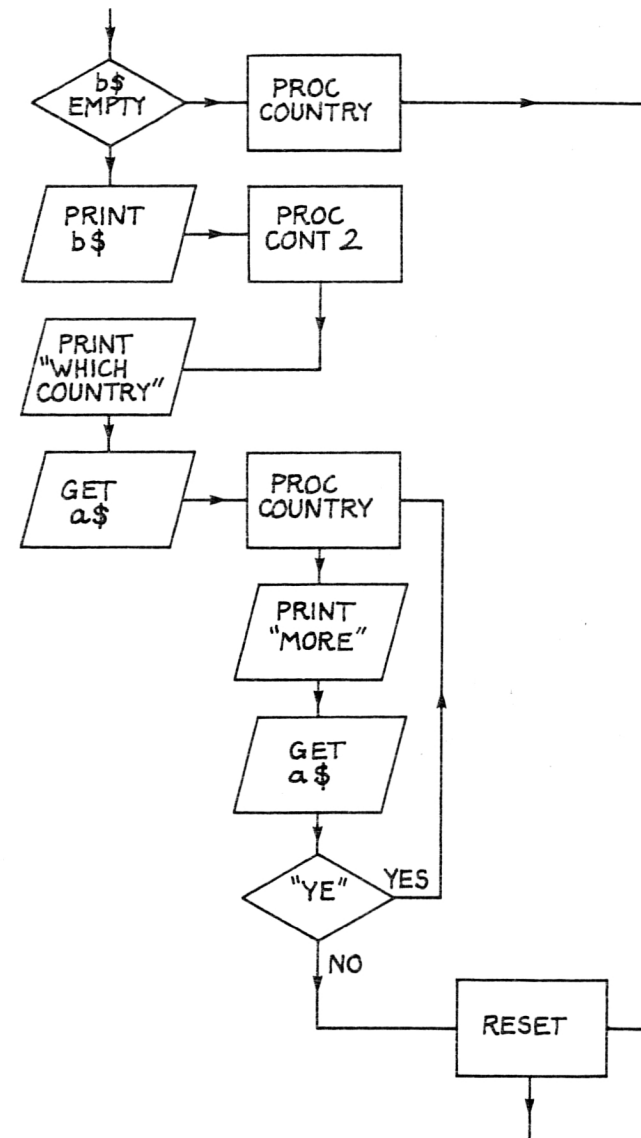 b$
EMPTY
PROC
COUNTRY
PRINT
b$
PROC
CONT 2
PRINT
"WHICH
COUNTRY"
GET
a$
PROC
COUNTRY
PRINT
"MORE"
GET
a$
"YE"
YES
NO
RESET